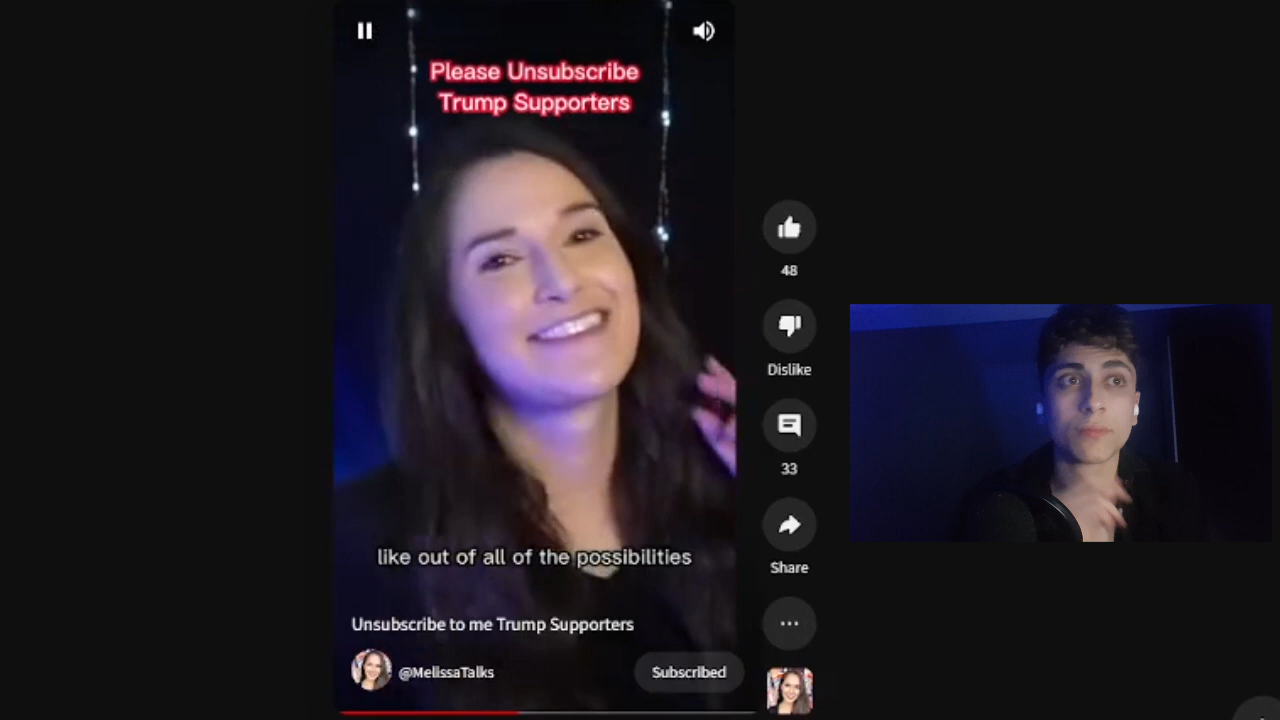 Please Unsubscribe
Trump Supporters
48
Dislike
33
like out of all of the possibilities
Share
Unsubscribe to me Trump Supporters
@MelissaTalks
Subscribed